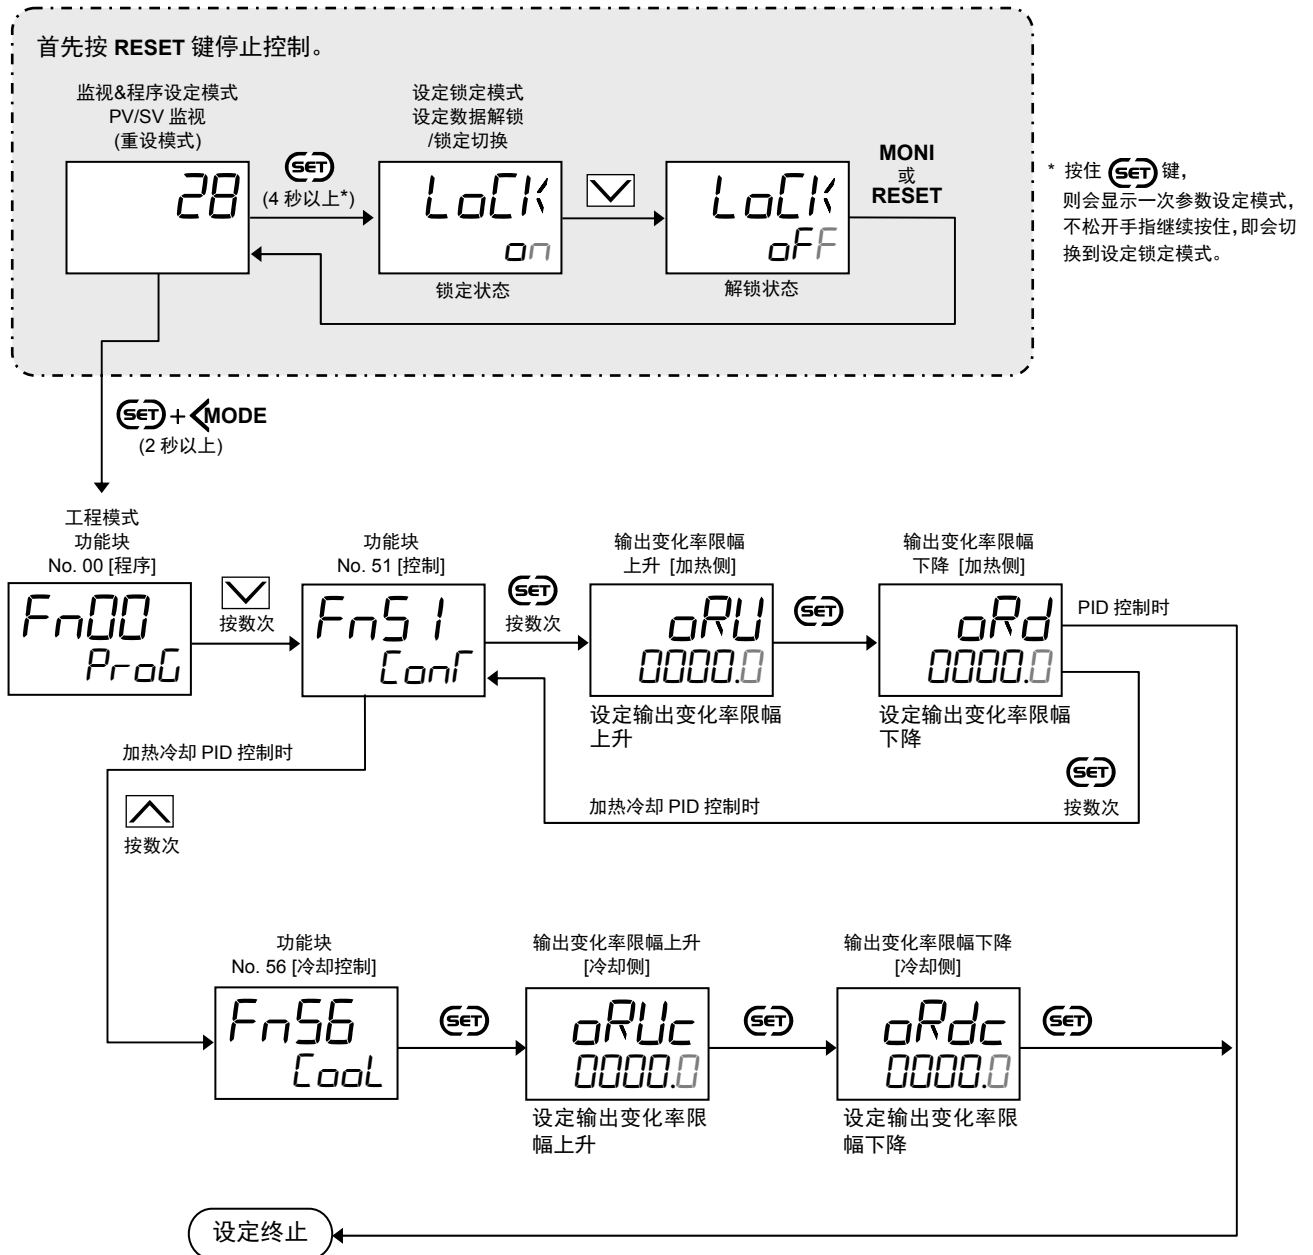 首先按 RESET 键停止控制。
监视&程序设定模式
PV/SV 监视
(重设模式)
设定锁定模式
设定数据解锁
/锁定切换
SET
(4 秒以上*)
28
LoCK
on
锁定状态
LoCK
oFF
解锁状态
MONI
或
RESET
* 按住 SET 键,
则会显示一次参数设定模式,
不松开手指继续按住,即会切
换到设定锁定模式。
SET + MODE
(2 秒以上)
工程模式
功能块
No. 00 [程序]
Fn00
ProG
按数次
功能块
No. 51 [控制]
Fn51
ConT
SET
按数次
输出变化率限幅
上升 [加热侧]
oRU
0000.0
设定输出变化率限幅
上升
SET
输出变化率限幅
下降 [加热侧]
oRd
0000.0
设定输出变化率限幅
下降
PID 控制时
SET
按数次
加热冷却 PID 控制时
加热冷却 PID 控制时
按数次
功能块
No. 56 [冷却控制]
Fn56
CooL
SET
输出变化率限幅上升
[冷却侧]
oRUc
0000.0
设定输出变化率限
幅上升
SET
输出变化率限幅下降
[冷却侧]
oRdc
0000.0
设定输出变化率限
幅下降
SET
设定终止